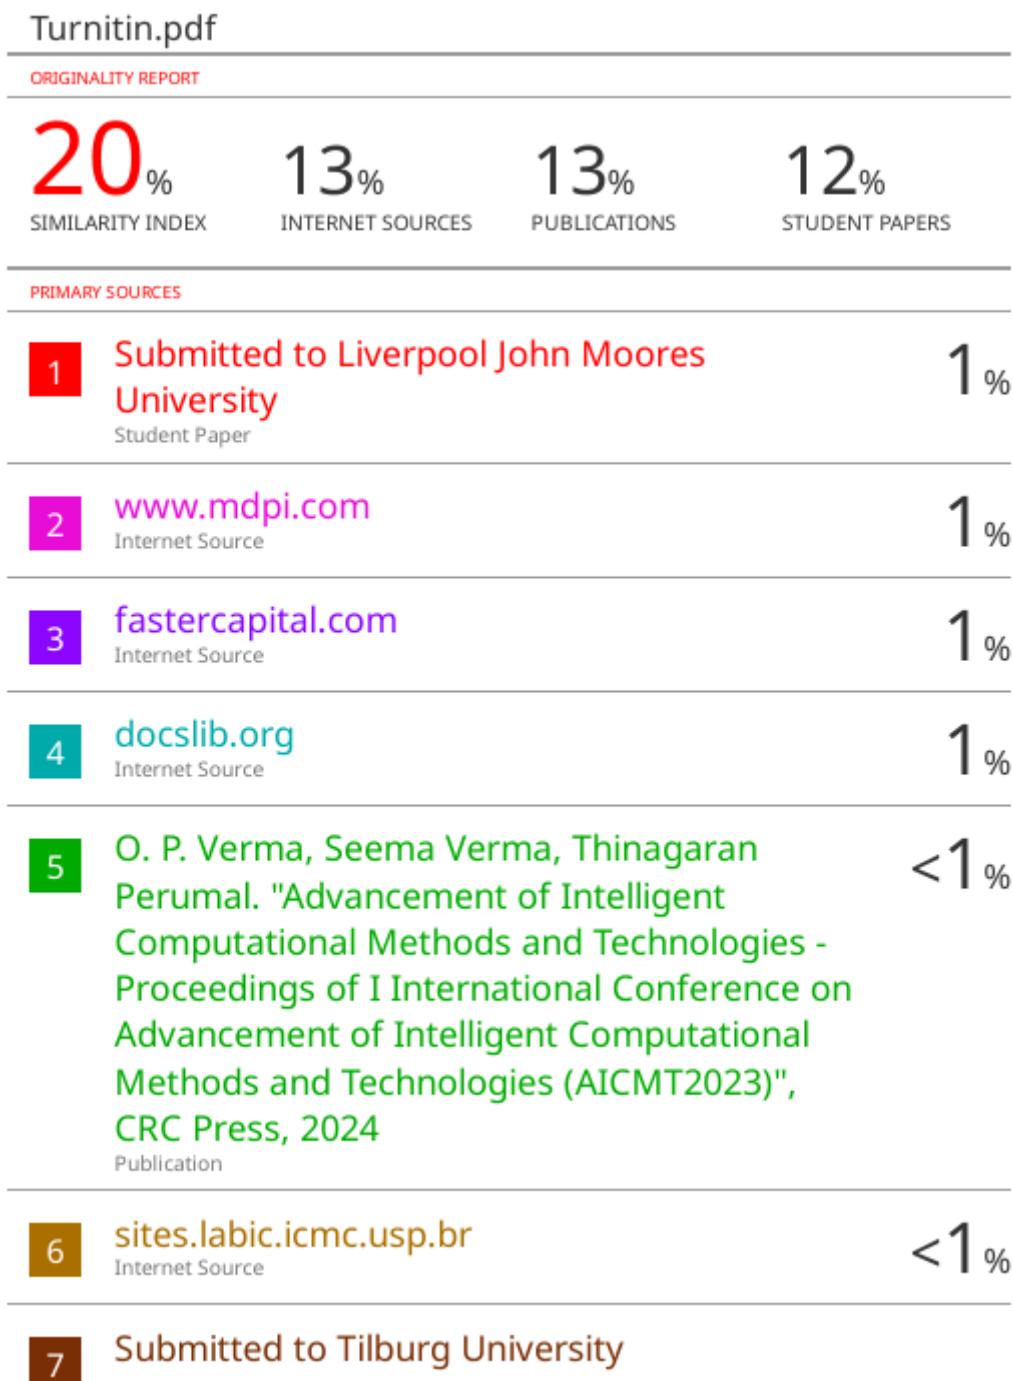 Turnitin.pdf
ORIGINALITY REPORT
20% 13% 13% 12%
SIMILARITY INDEX INTERNET SOURCES PUBLICATIONS STUDENT PAPERS
PRIMARY SOURCES
1 Submitted to Liverpool John Moores 1%
University
Student Paper
2 www.mdpi.com 1%
Internet Source
3 fastercapital.com 1%
Internet Source
4 docslib.org 1%
Internet Source
5 O. P. Verma, Seema Verma, Thinagaran <1%
Perumal. "Advancement of Intelligent
Computational Methods and Technologies -
Proceedings of I International Conference on
Advancement of Intelligent Computational
Methods and Technologies (AICMT2023)",
CRC Press, 2024
Publication
6 sites.labic.icmc.usp.br <1%
Internet Source
7 Submitted to Tilburg University